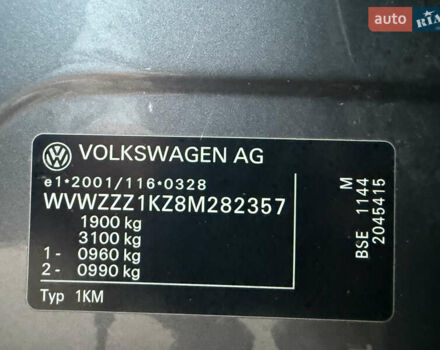 auto RIA
VOLKSWAGEN AG
e1*2001/116*0328
WVWZZZ1KZ8M282357
1900 kg
3100 kg
1- 0960 kg
2- 0990 kg
Typ 1KM
M
BSE 1144
2045415